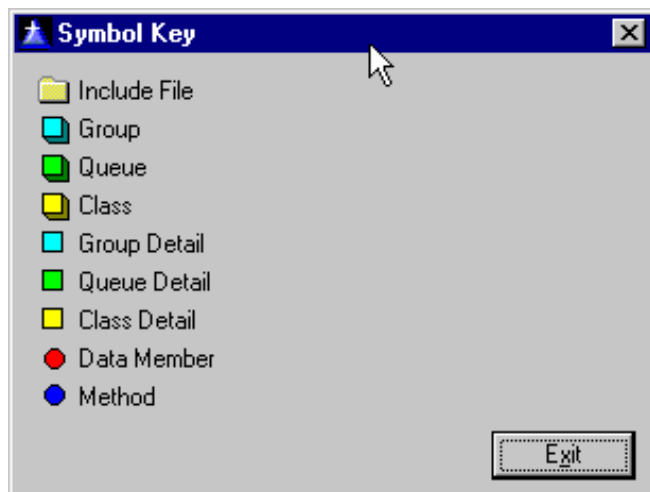 Symbol Key
Include File
Group
Queue
Class
Group Detail
Queue Detail
Class Detail
Data Member
Method
Exit